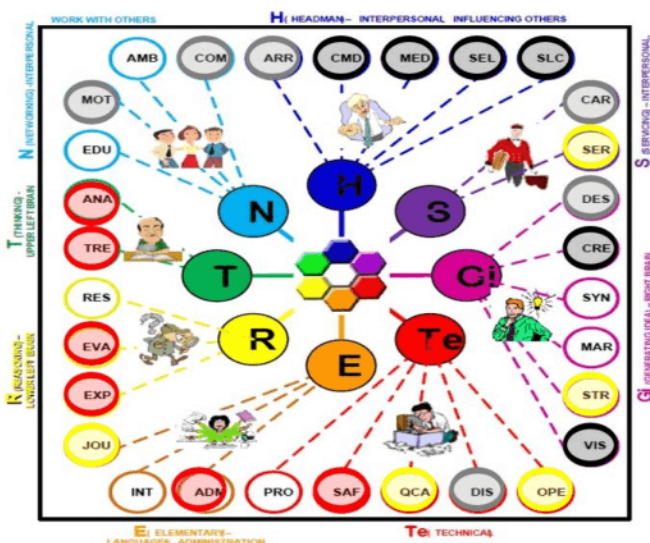 WORK WITH OTHERS
H( HEADMAN) – INTERPERSONAL INFLUENCING OTHERS
AMB COM ARR CMD MED SEL SLC
N (NETWORKING) -INTERPERSONAL
MOT
CAR
S (SERVICING) – INTERPERSONAL
EDU
SER
N H S
T (THINKING) -
UPPER LEFT BRAIN
ANA
DES
TRE
CRE
T Gi
RES
SYN
R (REASONING) –
LOWER LEFT BRAIN
EVA
MAR
R E Te
EXP
STR
Gi (GENERATING IDEA) – RIGHT BRAIN
JOU
VIS
INT ADM PRO SAF QCA DIS OPE
E( ELEMENTARY) –
LANGUAGES, ADMINISTRATION
Te( TECHNICAL)